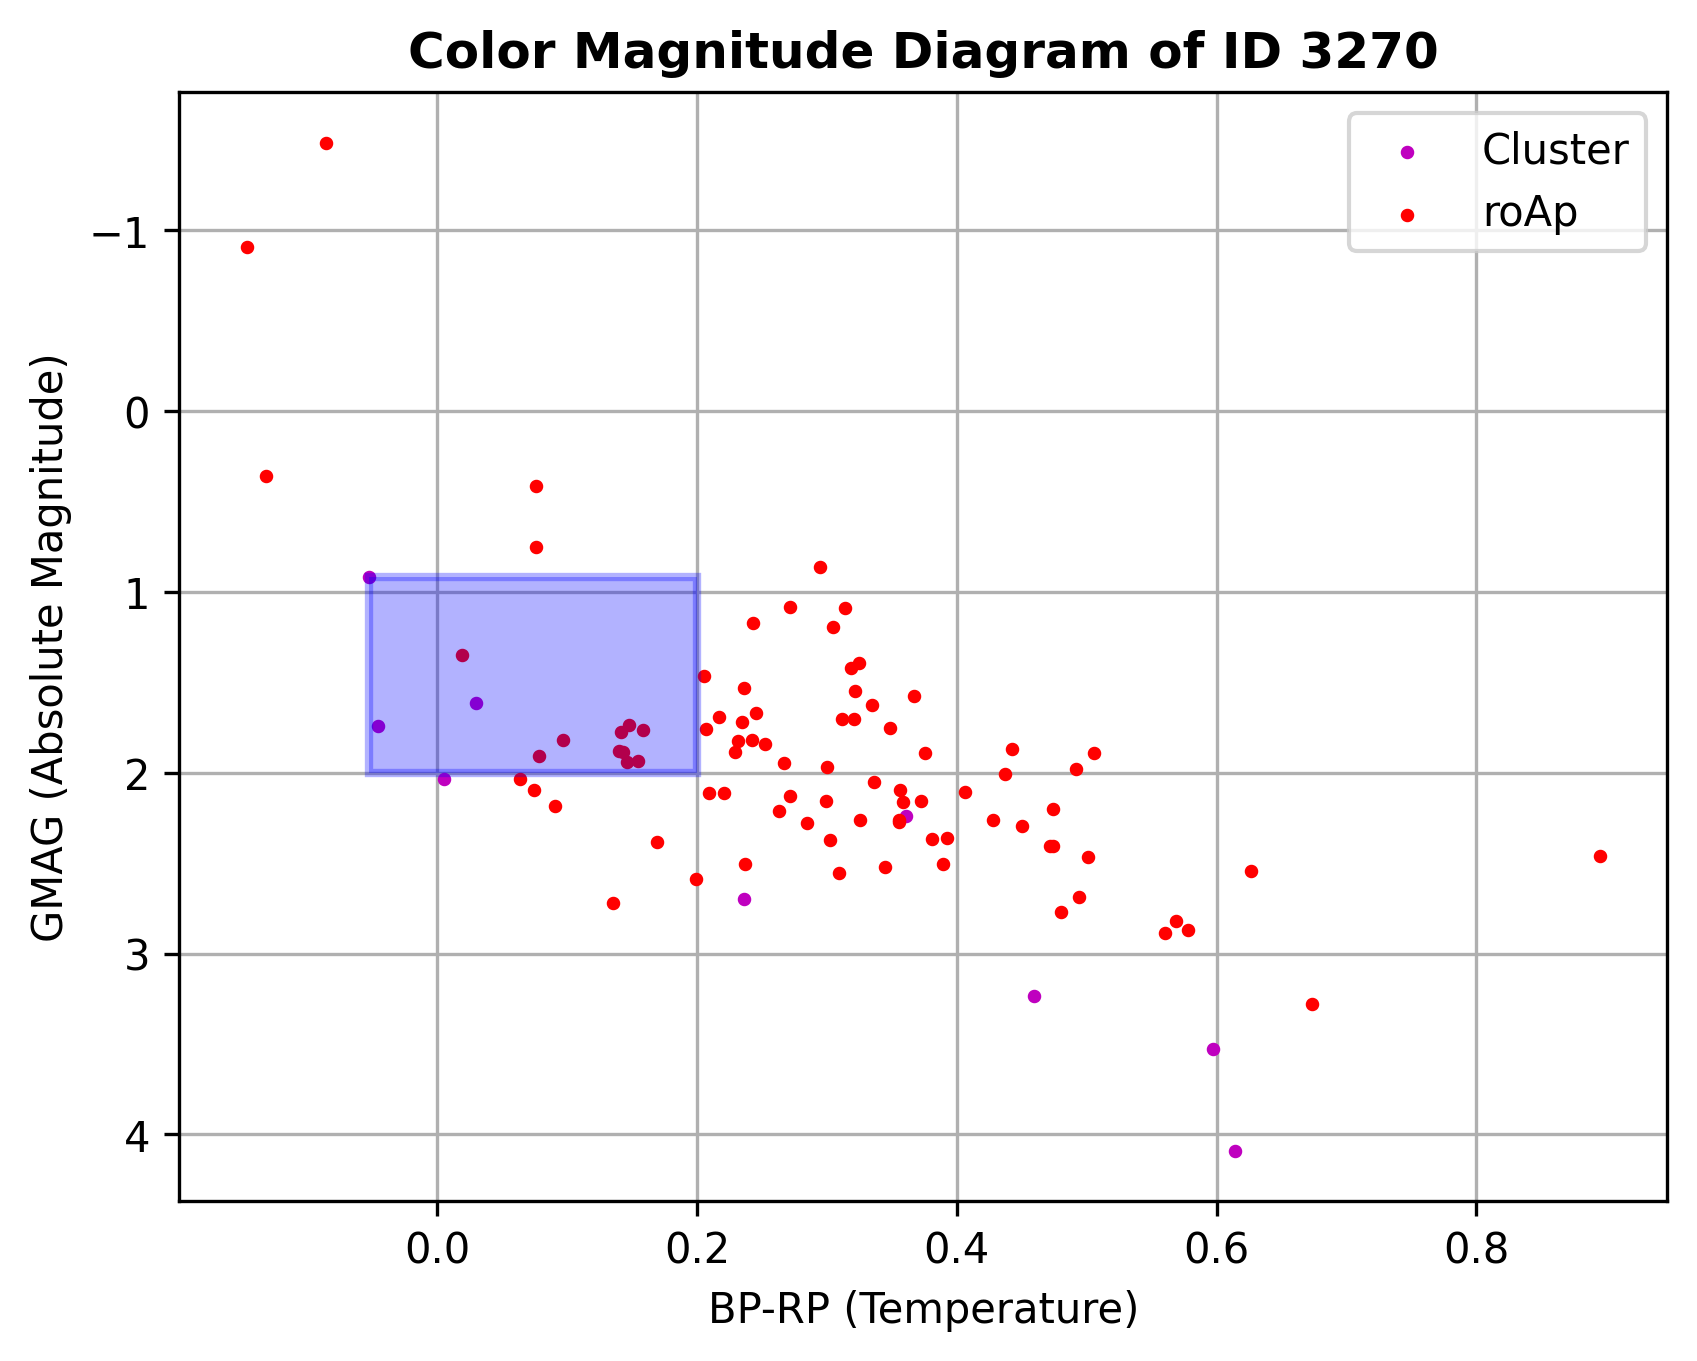 Color Magnitude Diagram of ID 3270
Cluster
roAp
−1
0
1
2
3
4
GMAG (Absolute Magnitude)
0.0 0.2 0.4 0.6 0.8
BP-RP (Temperature)